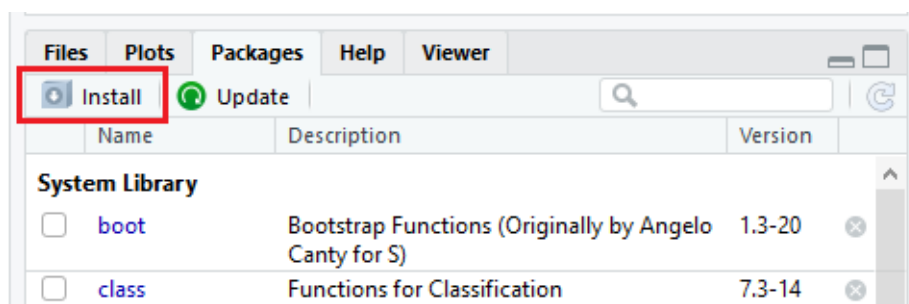 Files Plots Packages Help Viewer
Install Update
Name Description Version
System Library
boot Bootstrap Functions (Originally by Angelo 1.3-20
Canty for S)
class Functions for Classification 7.3-14